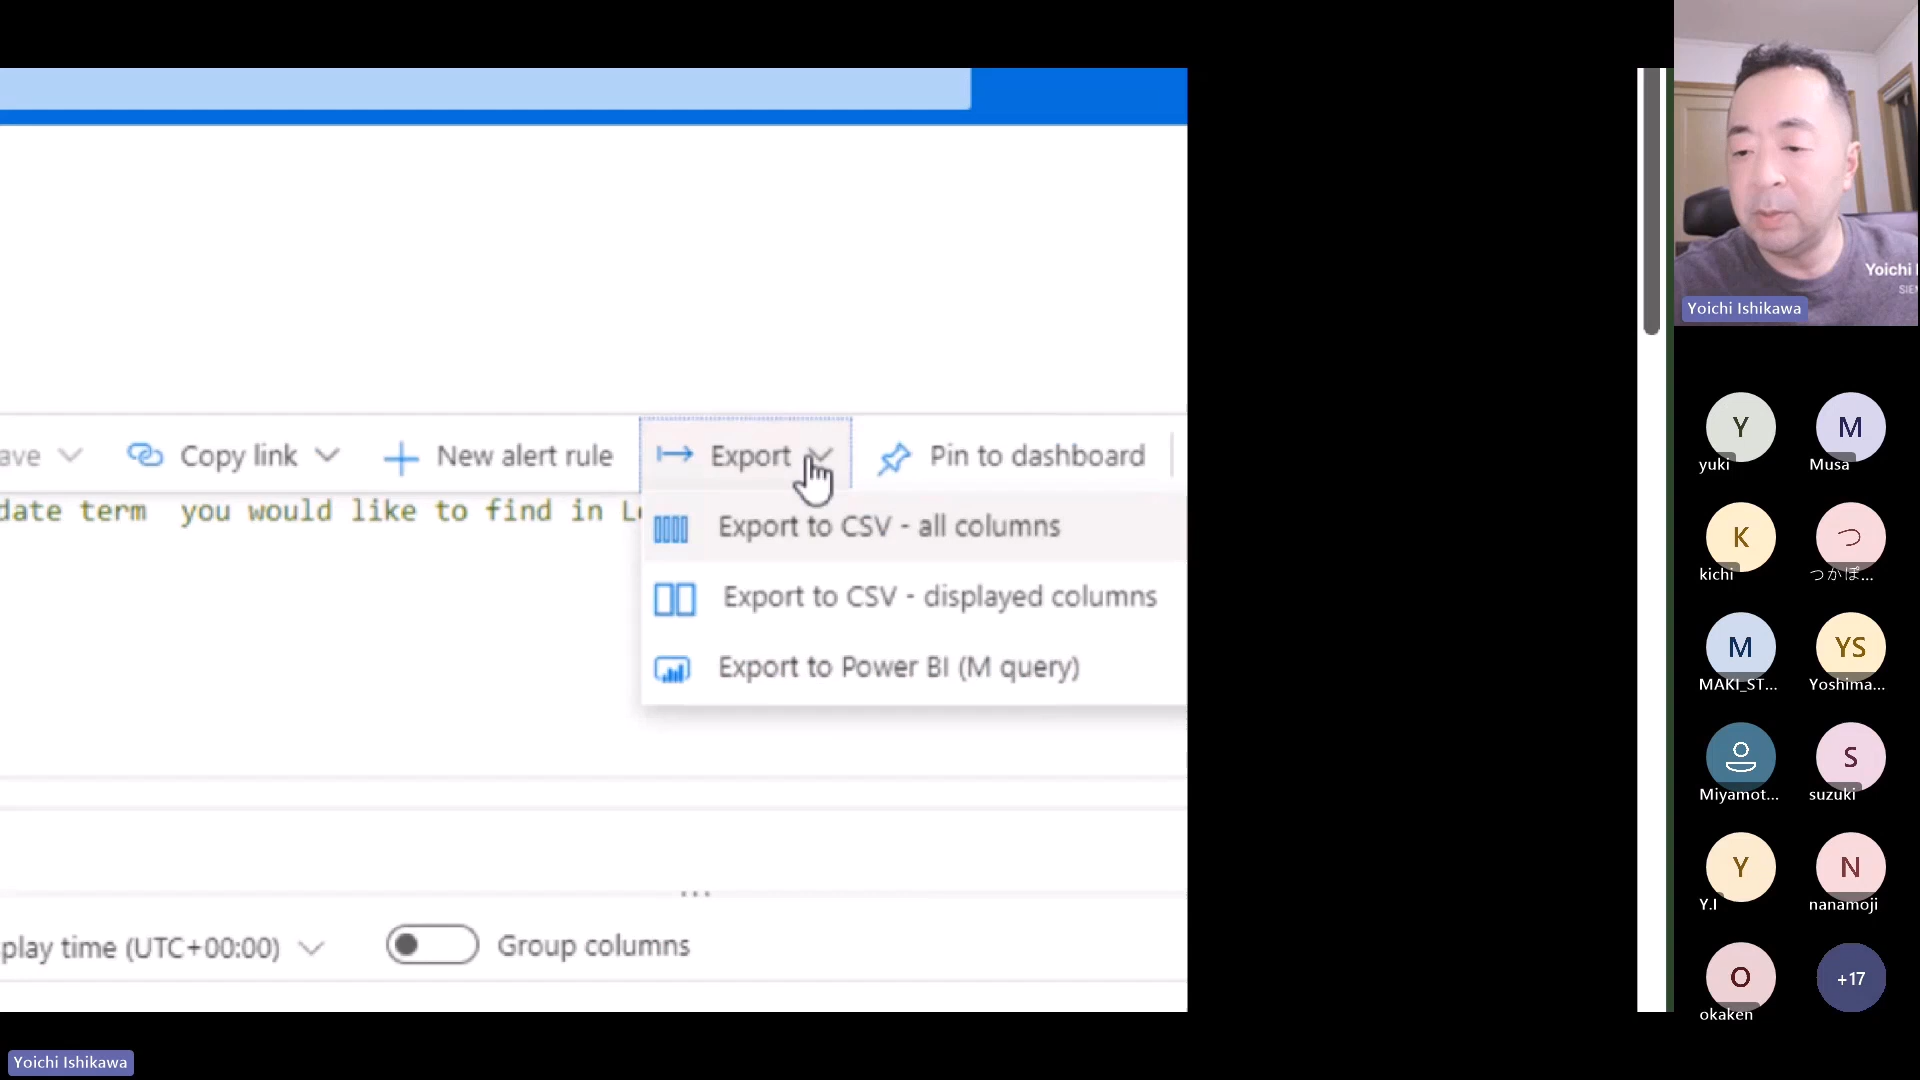 ave
Copy link
New alert rule
Export
Pin to dashboard
date term you would like to find in L
Export to CSV - all columns
Export to CSV - displayed columns
Export to Power BI (M query)
play time (UTC+00:00)
Group columns
Yoichi Ishikawa
Yoichi I
SIE
Yoichi Ishikawa
Y
yuki
M
Musa
K
kichi
つ
つかぽ...
M
MAKI_ST...
YS
Yoshima...
Miyamot...
S
suzuki
Y
Y.I
N
nanamoji
O
okaken
+17